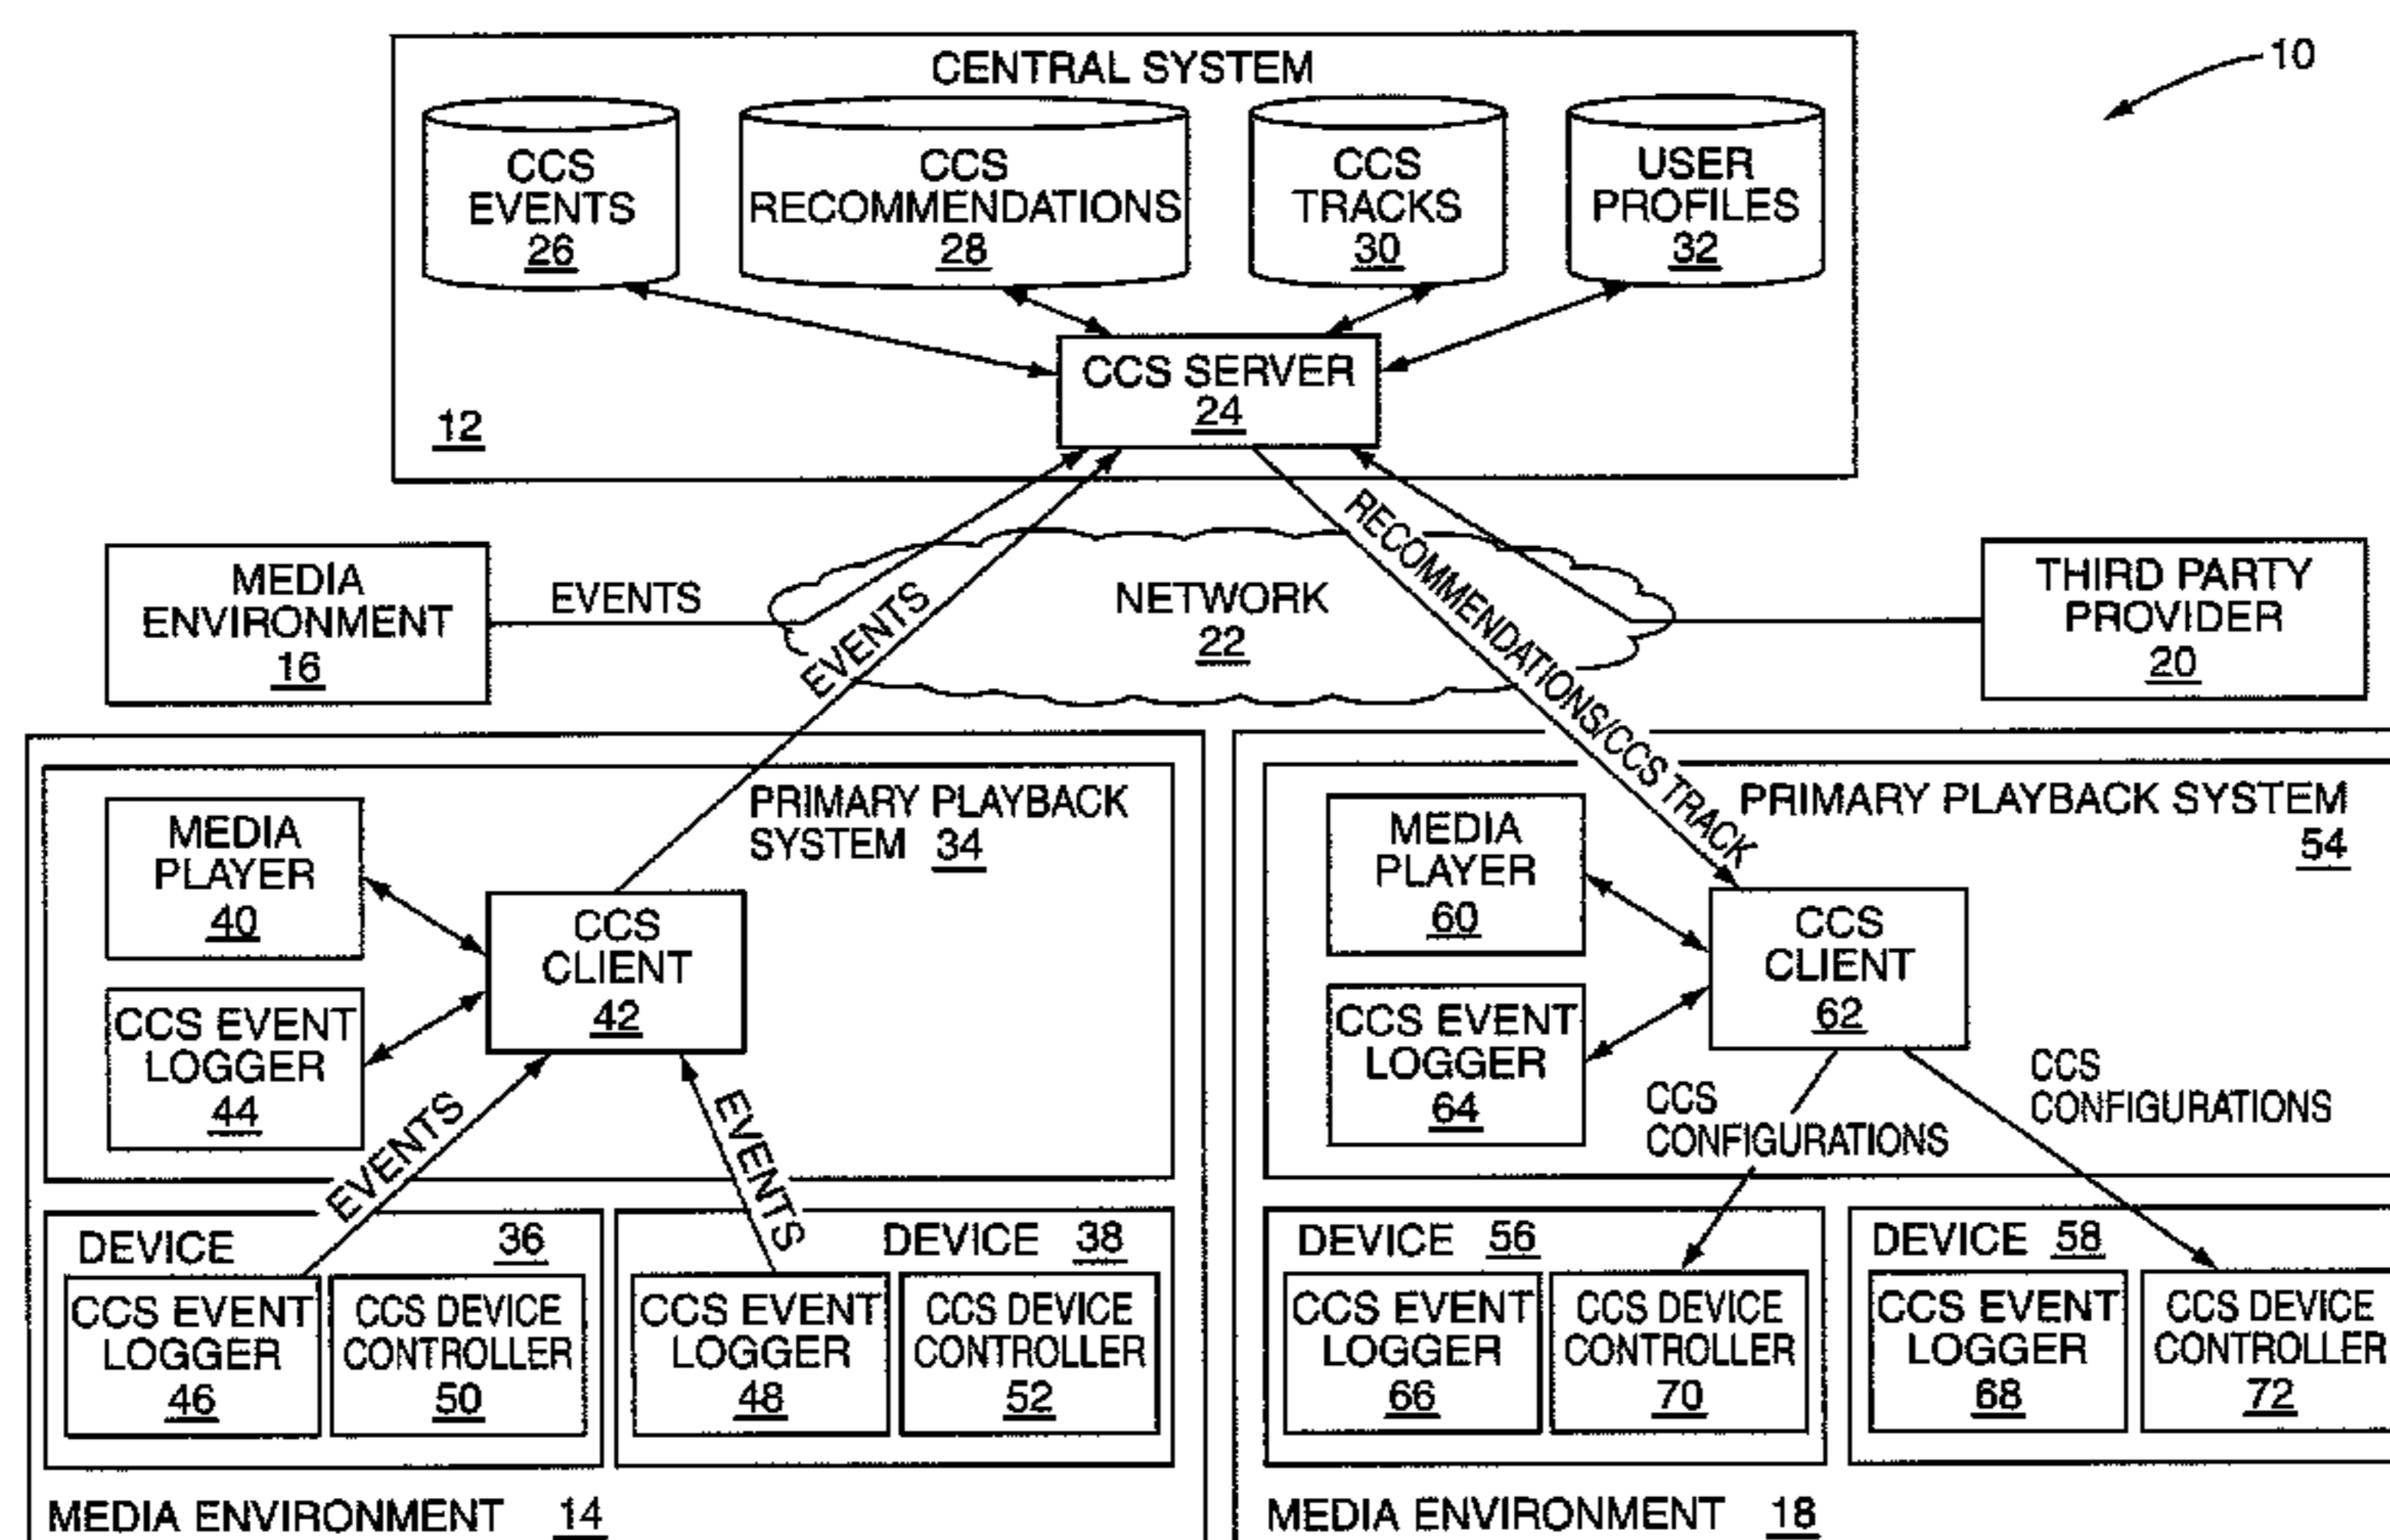 10
CENTRAL SYSTEM
CCS
EVENTS
26
CCS
RECOMMENDATIONS
28
CCS
TRACKS
30
USER
PROFILES
32
CCS SERVER
24
12
MEDIA
ENVIRONMENT
16
EVENTS
EVENTS
NETWORK
22
RECOMMENDATIONS/CCS TRACK
THIRD PARTY
PROVIDER
20
PRIMARY PLAYBACK
SYSTEM 34
MEDIA
PLAYER
40
CCS
CLIENT
42
CCS EVENT
LOGGER
44
EVENTS
EVENTS
DEVICE 36
CCS EVENT
LOGGER
46
CCS DEVICE
CONTROLLER
50
DEVICE 38
CCS EVENT
LOGGER
48
CCS DEVICE
CONTROLLER
52
MEDIA ENVIRONMENT 14
PRIMARY PLAYBACK SYSTEM
54
MEDIA
PLAYER
60
CCS
CLIENT
62
CCS EVENT
LOGGER
64
CCS
CONFIGURATIONS
CCS
CONFIGURATIONS
DEVICE 56
CCS EVENT
LOGGER
66
CCS DEVICE
CONTROLLER
70
DEVICE 58
CCS EVENT
LOGGER
68
CCS DEVICE
CONTROLLER
72
MEDIA ENVIRONMENT 18